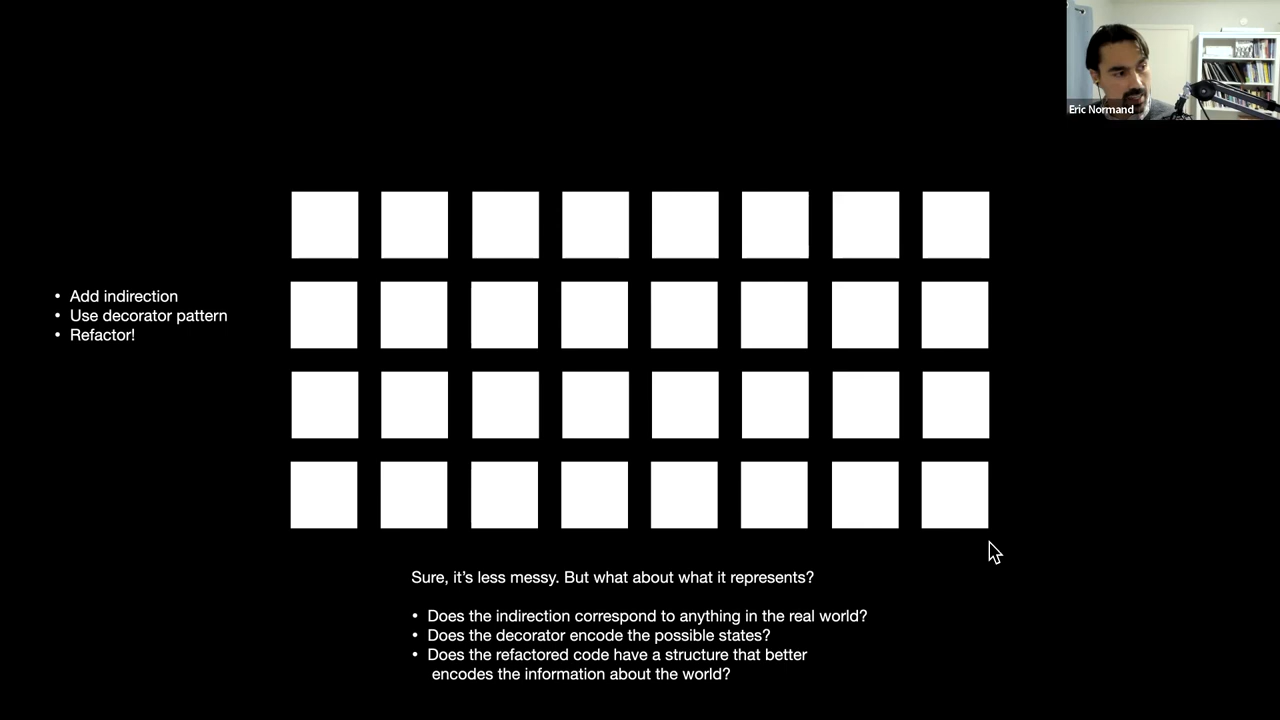 Eric Normand
• Add indirection
• Use decorator pattern
• Refactor!
Sure, it's less messy. But what about what it represents?
• Does the indirection correspond to anything in the real world?
• Does the decorator encode the possible states?
• Does the refactored code have a structure that better
encodes the information about the world?